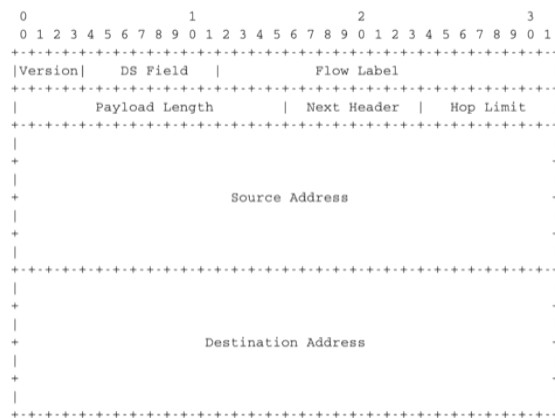 0                   1                   2                   3
0 1 2 3 4 5 6 7 8 9 0 1 2 3 4 5 6 7 8 9 0 1 2 3 4 5 6 7 8 9 0 1
+-+-+-+-+-+-+-+-+-+-+-+-+-+-+-+-+-+-+-+-+-+-+-+-+-+-+-+-+-+-+-+-
|Version|    DS Field   |           Flow Label
+-+-+-+-+-+-+-+-+-+-+-+-+-+-+-+-+-+-+-+-+-+-+-+-+-+-+-+-+-+-+-+-
|         Payload Length        |  Next Header  |   Hop Limit
+-+-+-+-+-+-+-+-+-+-+-+-+-+-+-+-+-+-+-+-+-+-+-+-+-+-+-+-+-+-+-+-
|
+
|
+                         Source Address
|
+
|
+-+-+-+-+-+-+-+-+-+-+-+-+-+-+-+-+-+-+-+-+-+-+-+-+-+-+-+-+-+-+-+-
|
+
|
+                      Destination Address
|
+
|
+-+-+-+-+-+-+-+-+-+-+-+-+-+-+-+-+-+-+-+-+-+-+-+-+-+-+-+-+-+-+-+-